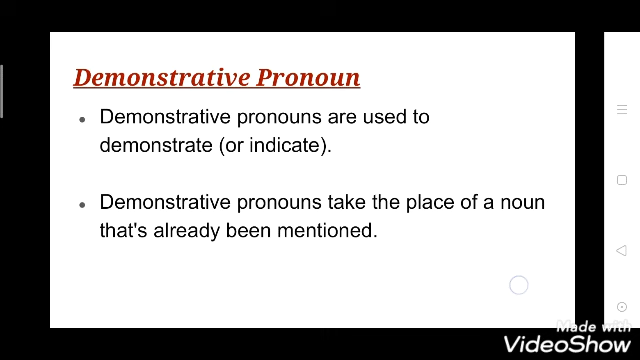 Demonstrative Pronoun
Demonstrative pronouns are used to
demonstrate (or indicate).
Demonstrative pronouns take the place of a noun
that's already been mentioned.
Made with
VideoShow